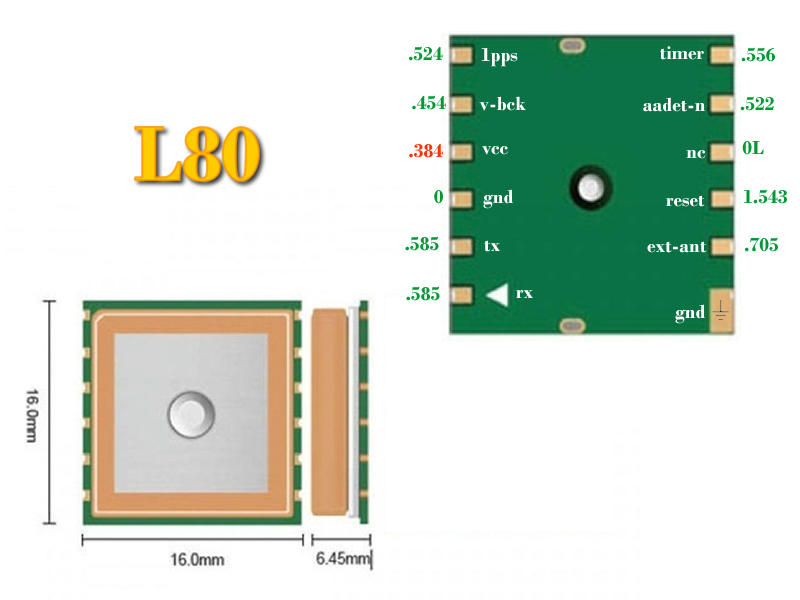 L80
.524 1pps timer .556
.454 v-bck aadet-n .522
.384 vcc nc 0L
0 gnd reset 1.543
.585 tx ext-ant .705
.585 rx
gnd
16.0mm
16.0mm
6.45mm